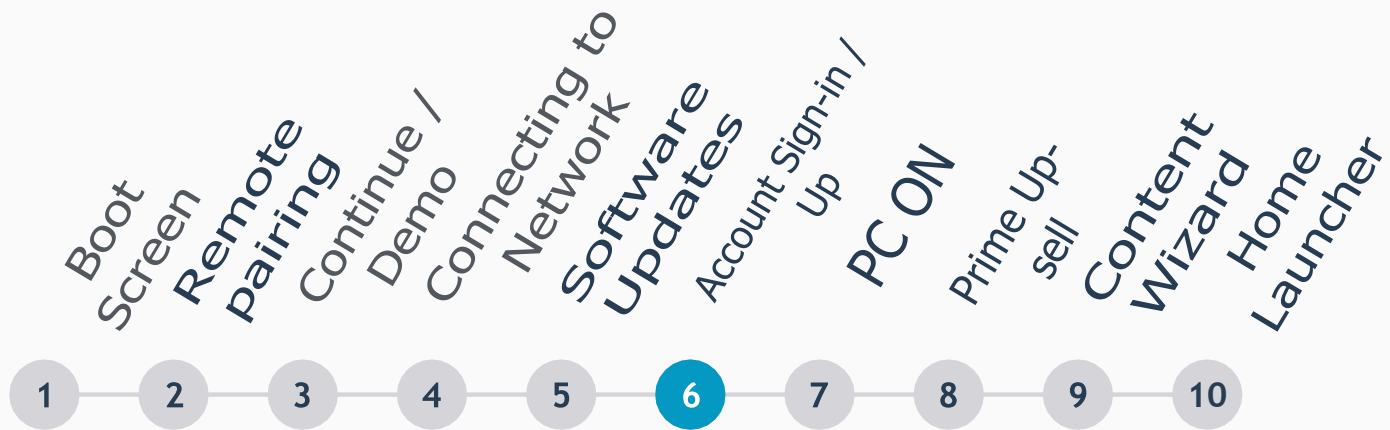 Boot
Screen
Remote
pairing
Continue /
Demo
Connecting to
Network
Software
Updates
Account Sign-in /
Up
PC ON
Prime Up-
sell
Content
Wizard
Home
Launcher
1 2 3 4 5 6 7 8 9 10